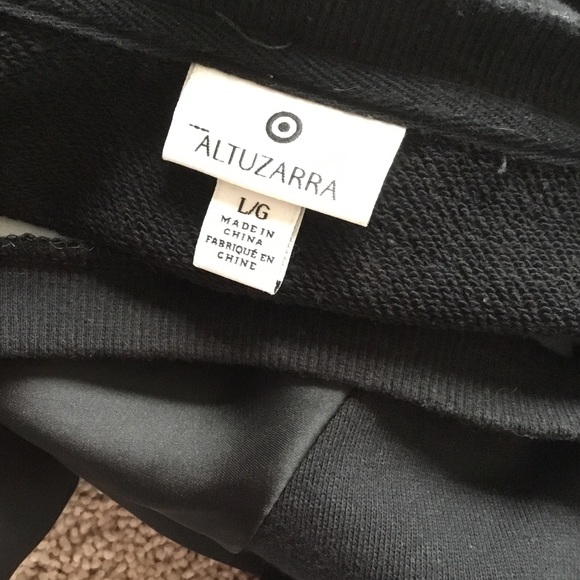 ALTUZARRA
L/G
MADE IN
CHINA
FABRIQUÉ EN
CHINE